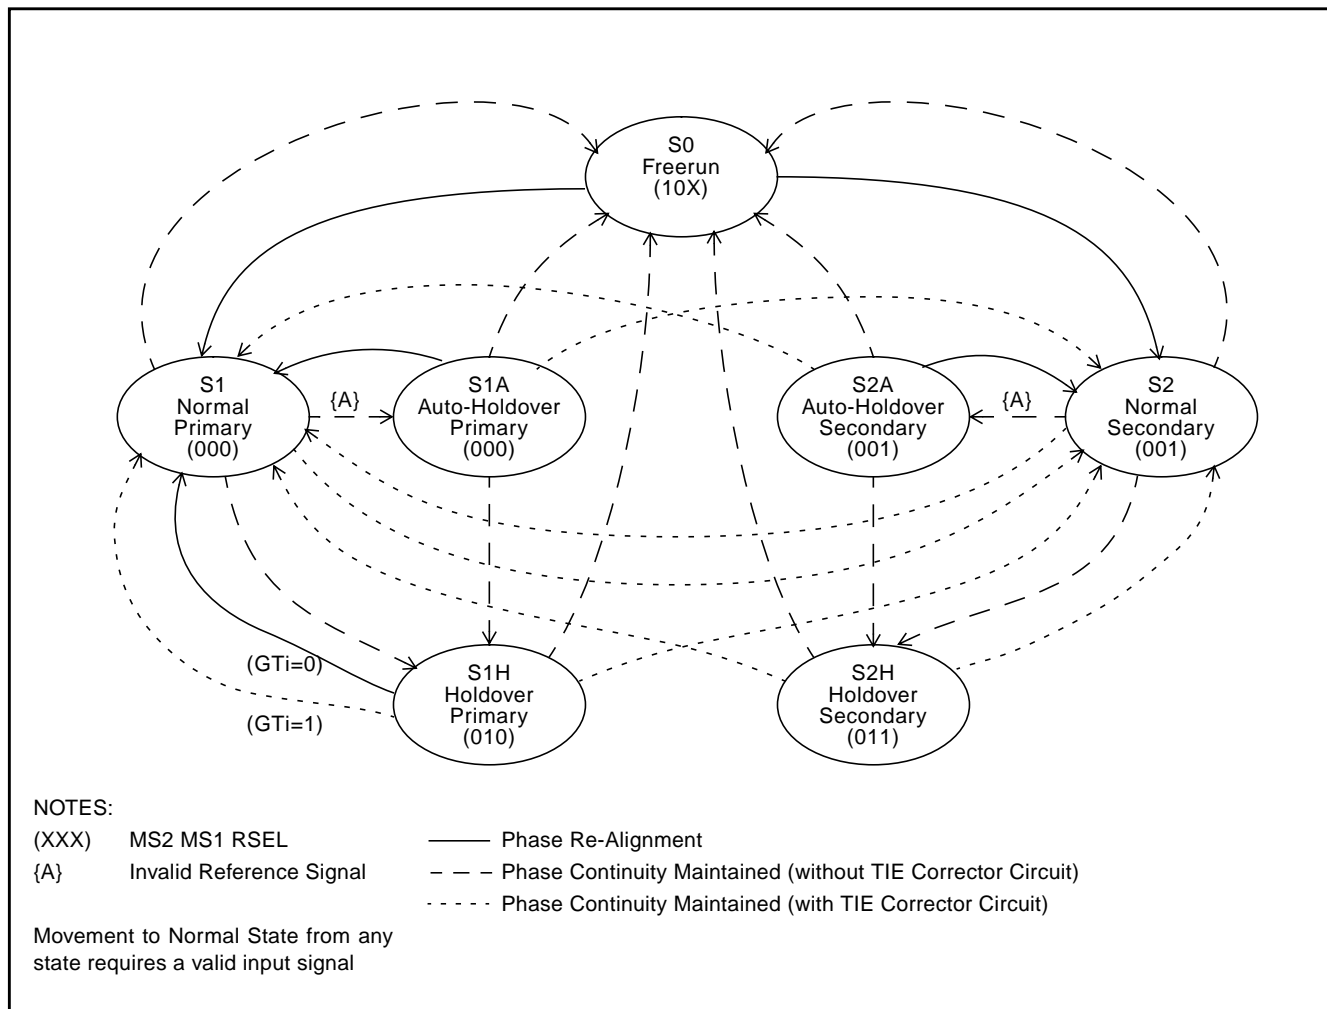 S0
Freerun
(10X)
S1
Normal
Primary
(000)
{A}
S1A
Auto-Holdover
Primary
(000)
S2A
Auto-Holdover
Secondary
(001)
{A}
S2
Normal
Secondary
(001)
(GTi=0)
(GTi=1)
S1H
Holdover
Primary
(010)
S2H
Holdover
Secondary
(011)
NOTES:
(XXX) MS2 MS1 RSEL
{A} Invalid Reference Signal
Phase Re-Alignment
Phase Continuity Maintained (without TIE Corrector Circuit)
Phase Continuity Maintained (with TIE Corrector Circuit)
Movement to Normal State from any
state requires a valid input signal